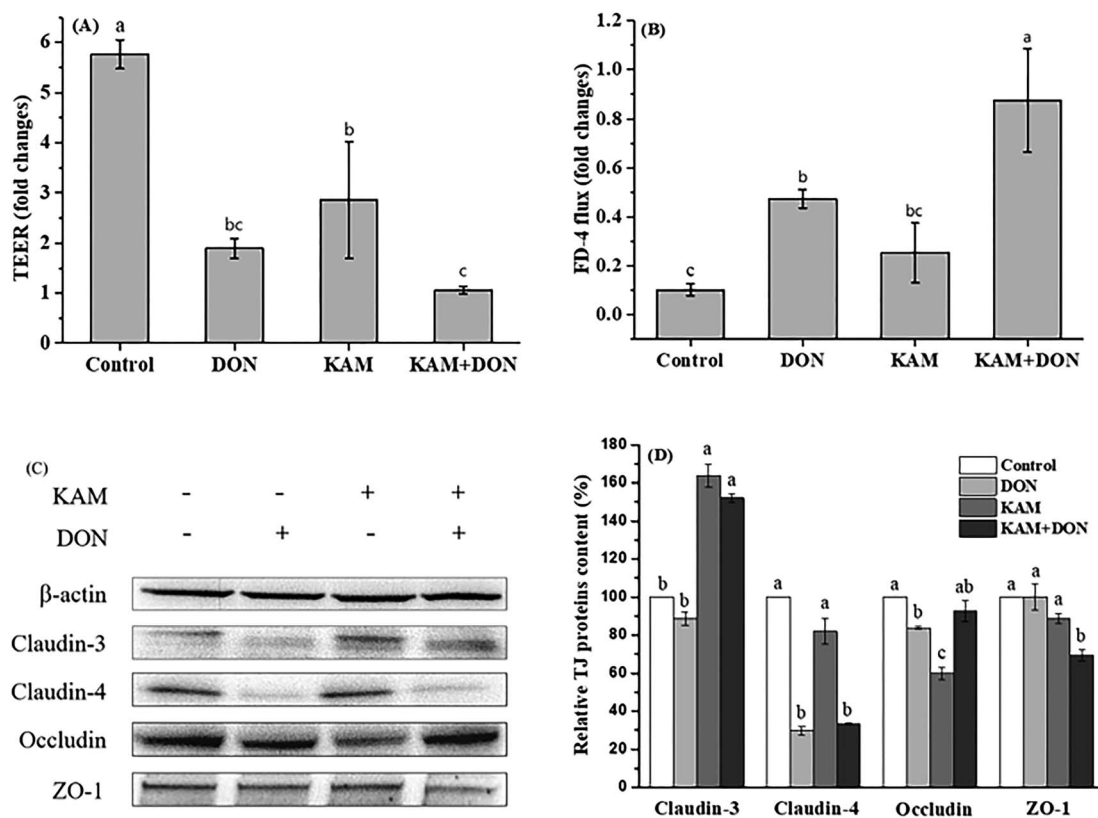 (A)
a
b
bc
c
TEER (fold changes)
6
5
4
3
2
1
0
Control DON KAM KAM+DON
(B)
a
b
bc
c
FD-4 flux (fold changes)
1.2
1.0
0.8
0.6
0.4
0.2
0.0
Control DON KAM KAM+DON
(C)
KAM - - + +
DON - + - +
β-actin
Claudin-3
Claudin-4
Occludin
ZO-1
(D)
Control
DON
KAM
KAM+DON
Relative TJ proteins content (%)
180
160
140
120
100
80
60
40
20
0
b b a a
a b a b
a b c ab
a a a b
Claudin-3 Claudin-4 Occludin ZO-1